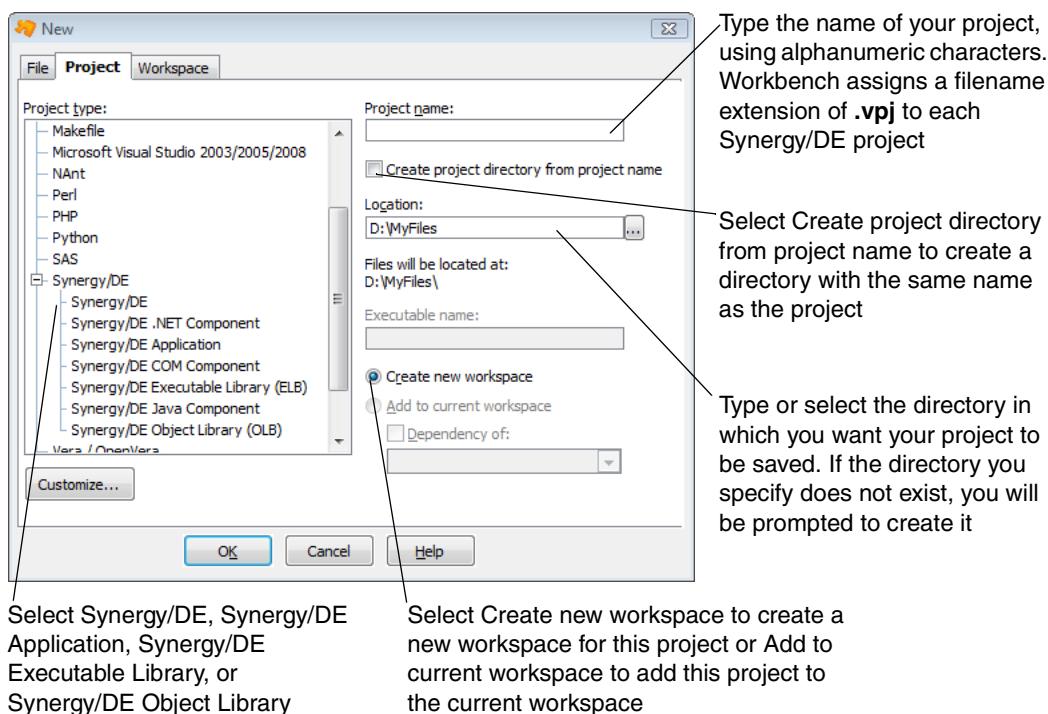 New
File Project Workspace
Project type:
Makefile
Microsoft Visual Studio 2003/2005/2008
NAnt
Perl
PHP
Python
SAS
Synergy/DE
Synergy/DE
Synergy/DE .NET Component
Synergy/DE Application
Synergy/DE COM Component
Synergy/DE Executable Library (ELB)
Synergy/DE Java Component
Synergy/DE Object Library (OLB)
Vera / OpenVera
Customize...
Project name:
Create project directory from project name
Location:
D:\MyFiles
...
Files will be located at:
D:\MyFiles\
Executable name:
Create new workspace
Add to current workspace
Dependency of:
OK Cancel Help
Type the name of your project,
using alphanumeric characters.
Workbench assigns a filename
extension of .vpj to each
Synergy/DE project
Select Create project directory
from project name to create a
directory with the same name
as the project
Type or select the directory in
which you want your project to
be saved. If the directory you
specify does not exist, you will
be prompted to create it
Select Synergy/DE, Synergy/DE
Application, Synergy/DE
Executable Library, or
Synergy/DE Object Library
Select Create new workspace to create a
new workspace for this project or Add to
current workspace to add this project to
the current workspace